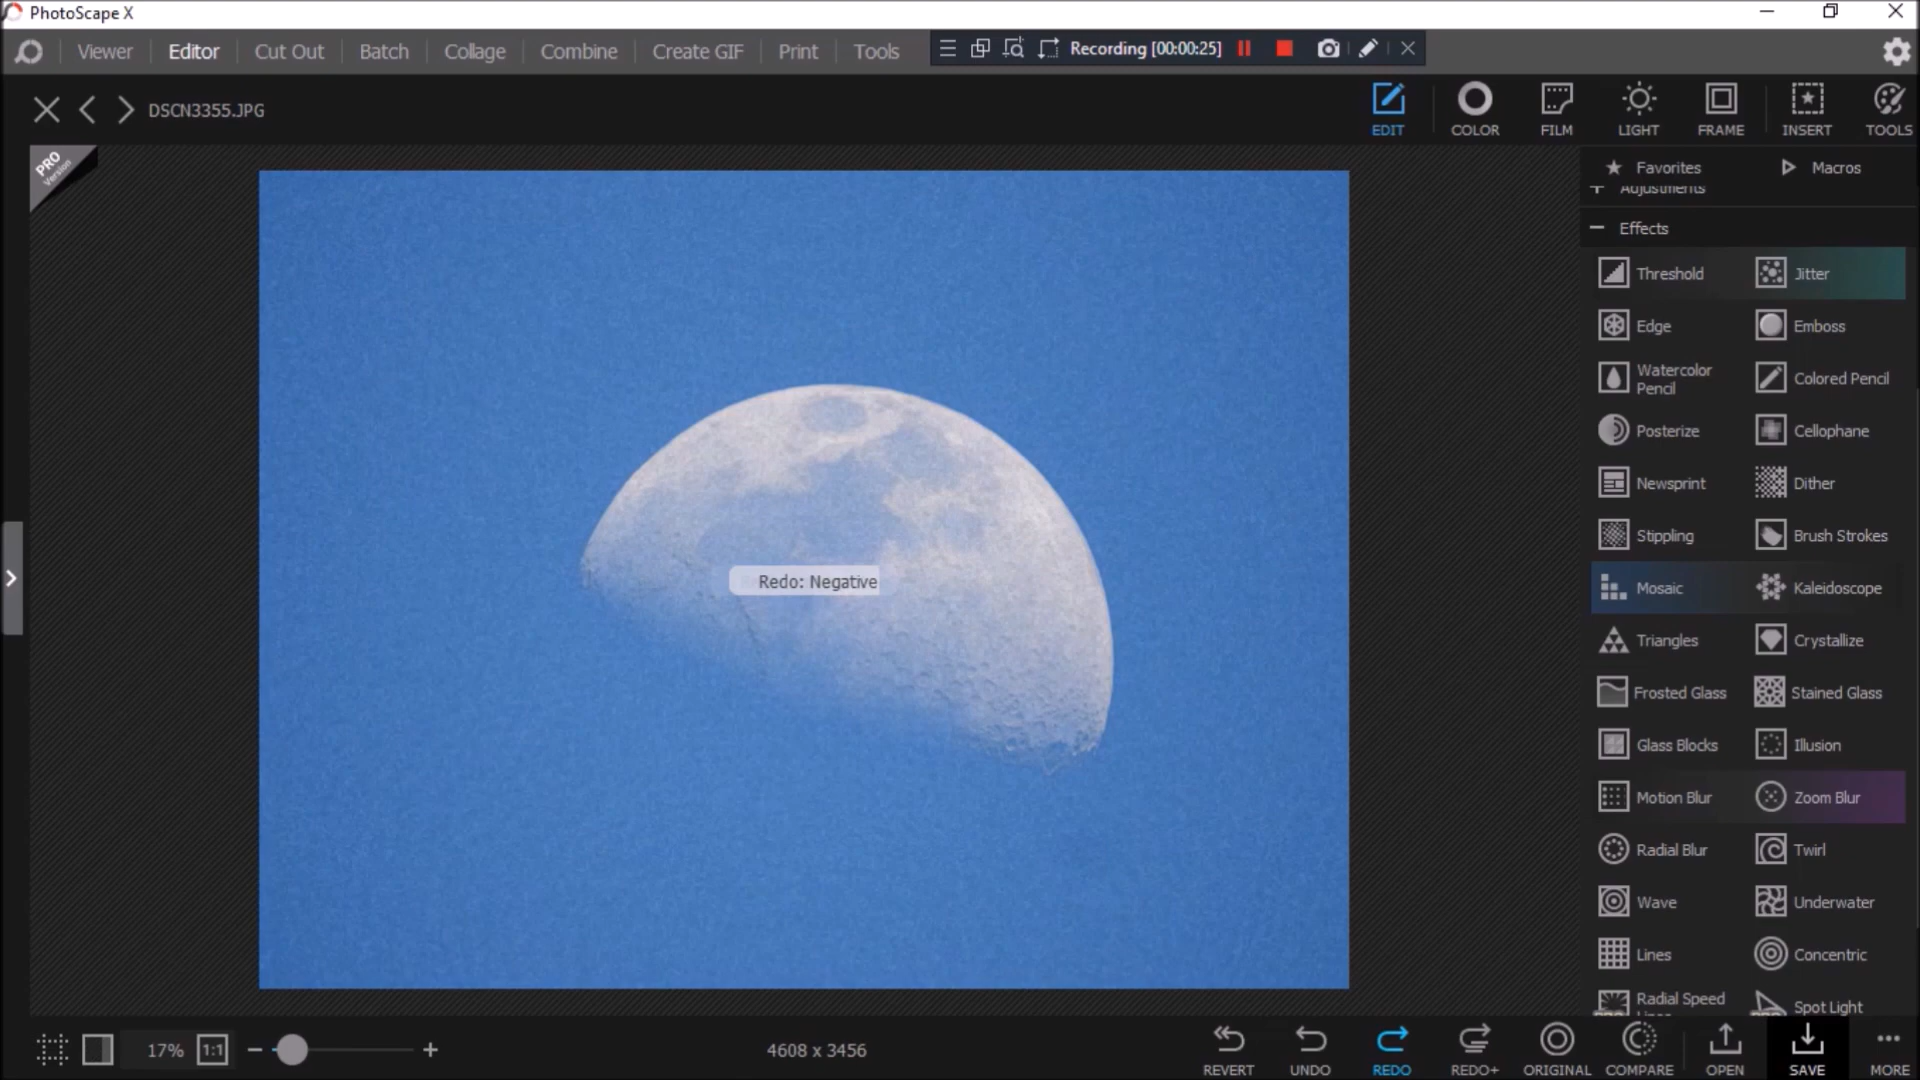 PhotoScape X
Viewer Editor Cut Out Batch Collage Combine Create GIF Print Tools
Recording [00:00:25]
DSCN3355.JPG
EDIT COLOR FILM LIGHT FRAME INSERT TOOLS
PRO
Version
Favorites Macros
Adjustments
Effects
Threshold Jitter
Edge Emboss
Watercolor
Pencil
Colored Pencil
Posterize Cellophane
Newsprint Dither
Stippling Brush Strokes
Redo: Negative
Mosaic Kaleidoscope
Triangles Crystallize
Frosted Glass Stained Glass
Glass Blocks Illusion
Motion Blur Zoom Blur
Radial Blur Twirl
Wave Underwater
Lines Concentric
Radial Speed
Lines
Spot Light
17% 1:1 4608 x 3456
REVERT UNDO REDO REDO+ ORIGINAL COMPARE OPEN SAVE MORE